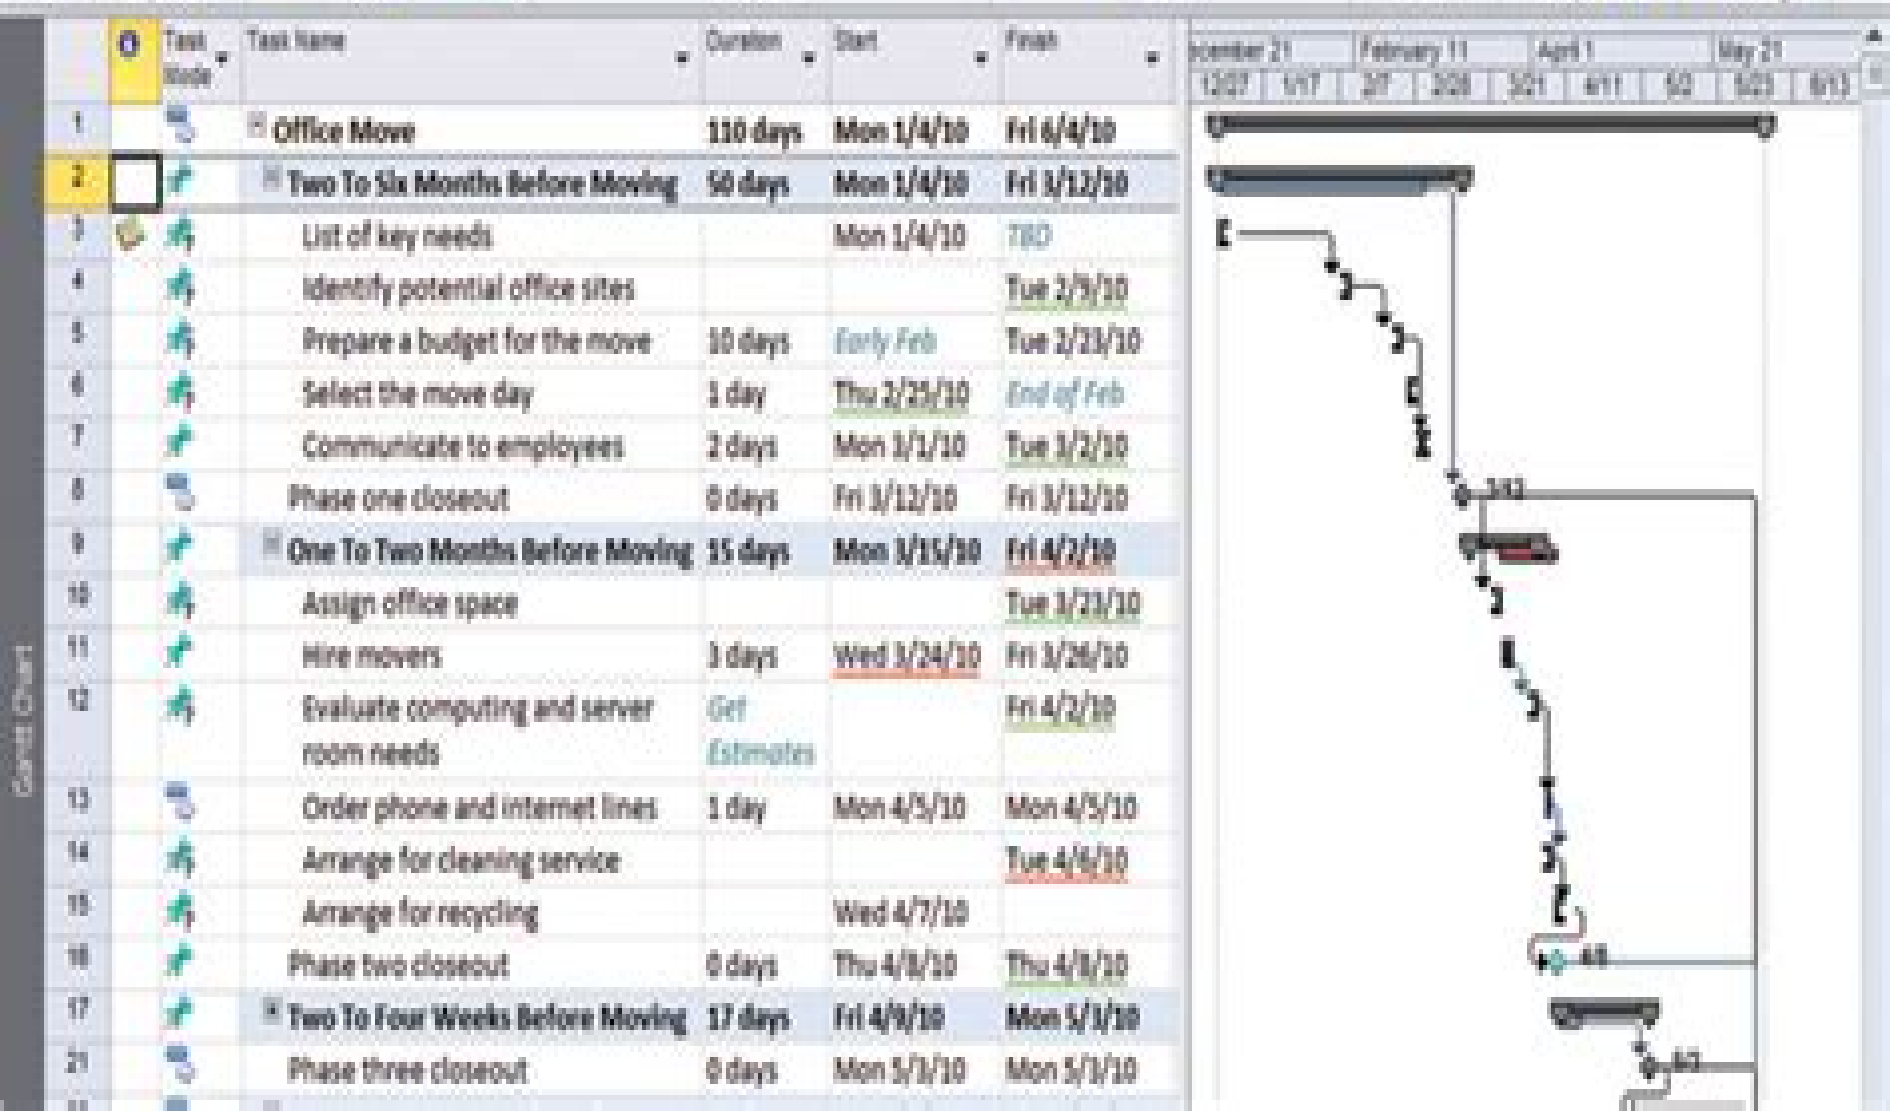 Task Mode Task Name Duration Start Finish
December 21 February 11 April 1 May 21
12/27 1/17 2/7 2/28 3/21 4/11 5/2 5/23 6/13
1 Office Move 110 days Mon 1/4/10 Fri 6/4/10
2 Two To Six Months Before Moving 50 days Mon 1/4/10 Fri 3/12/10
3 List of key needs Mon 1/4/10 TBD
4 Identify potential office sites Tue 2/9/10
5 Prepare a budget for the move 10 days Early Feb Tue 2/23/10
6 Select the move day 1 day Thu 2/25/10 End of Feb
7 Communicate to employees 2 days Mon 3/1/10 Tue 3/2/10
8 Phase one closeout 0 days Fri 3/12/10 Fri 3/12/10 3/12
9 One To Two Months Before Moving 15 days Mon 3/15/10 Fri 4/2/10
10 Assign office space Tue 3/23/10
11 Hire movers 3 days Wed 3/24/10 Fri 3/26/10
12 Evaluate computing and server Get Fri 4/2/10
room needs Estimates
13 Order phone and internet lines 1 day Mon 4/5/10 Mon 4/5/10
14 Arrange for cleaning service Tue 4/6/10
15 Arrange for recycling Wed 4/7/10
16 Phase two closeout 0 days Thu 4/8/10 Thu 4/8/10
17 Two To Four Weeks Before Moving 17 days Fri 4/9/10 Mon 5/3/10
21 Phase three closeout 0 days Mon 5/3/10 Mon 5/3/10 5/3
Gantt Chart